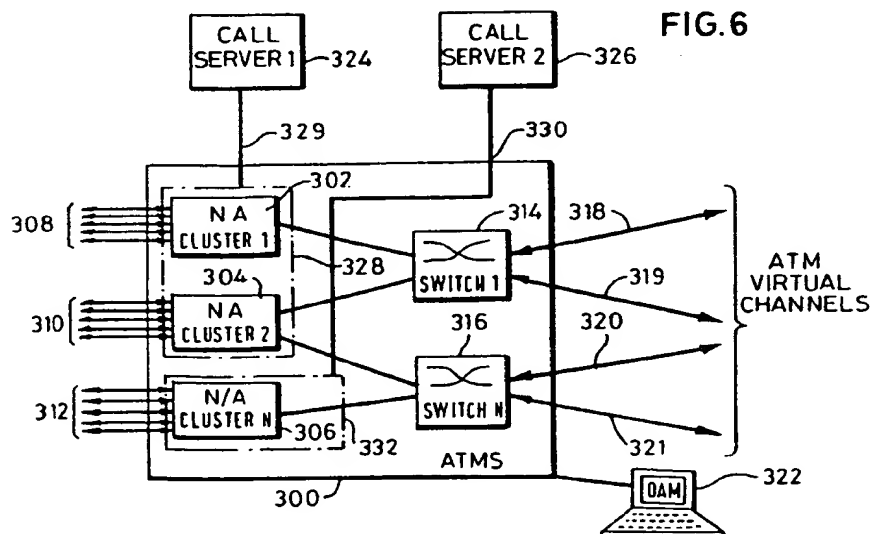 FIG.6
CALL
SERVER 1
324
CALL
SERVER 2
326
329
330
302
NA
CLUSTER 1
308
328
304
NA
CLUSTER 2
310
N/A
CLUSTER N
306
312
332
314
SWITCH 1
316
SWITCH N
318
319
320
321
ATM
VIRTUAL
CHANNELS
ATMS
300
OAM
322